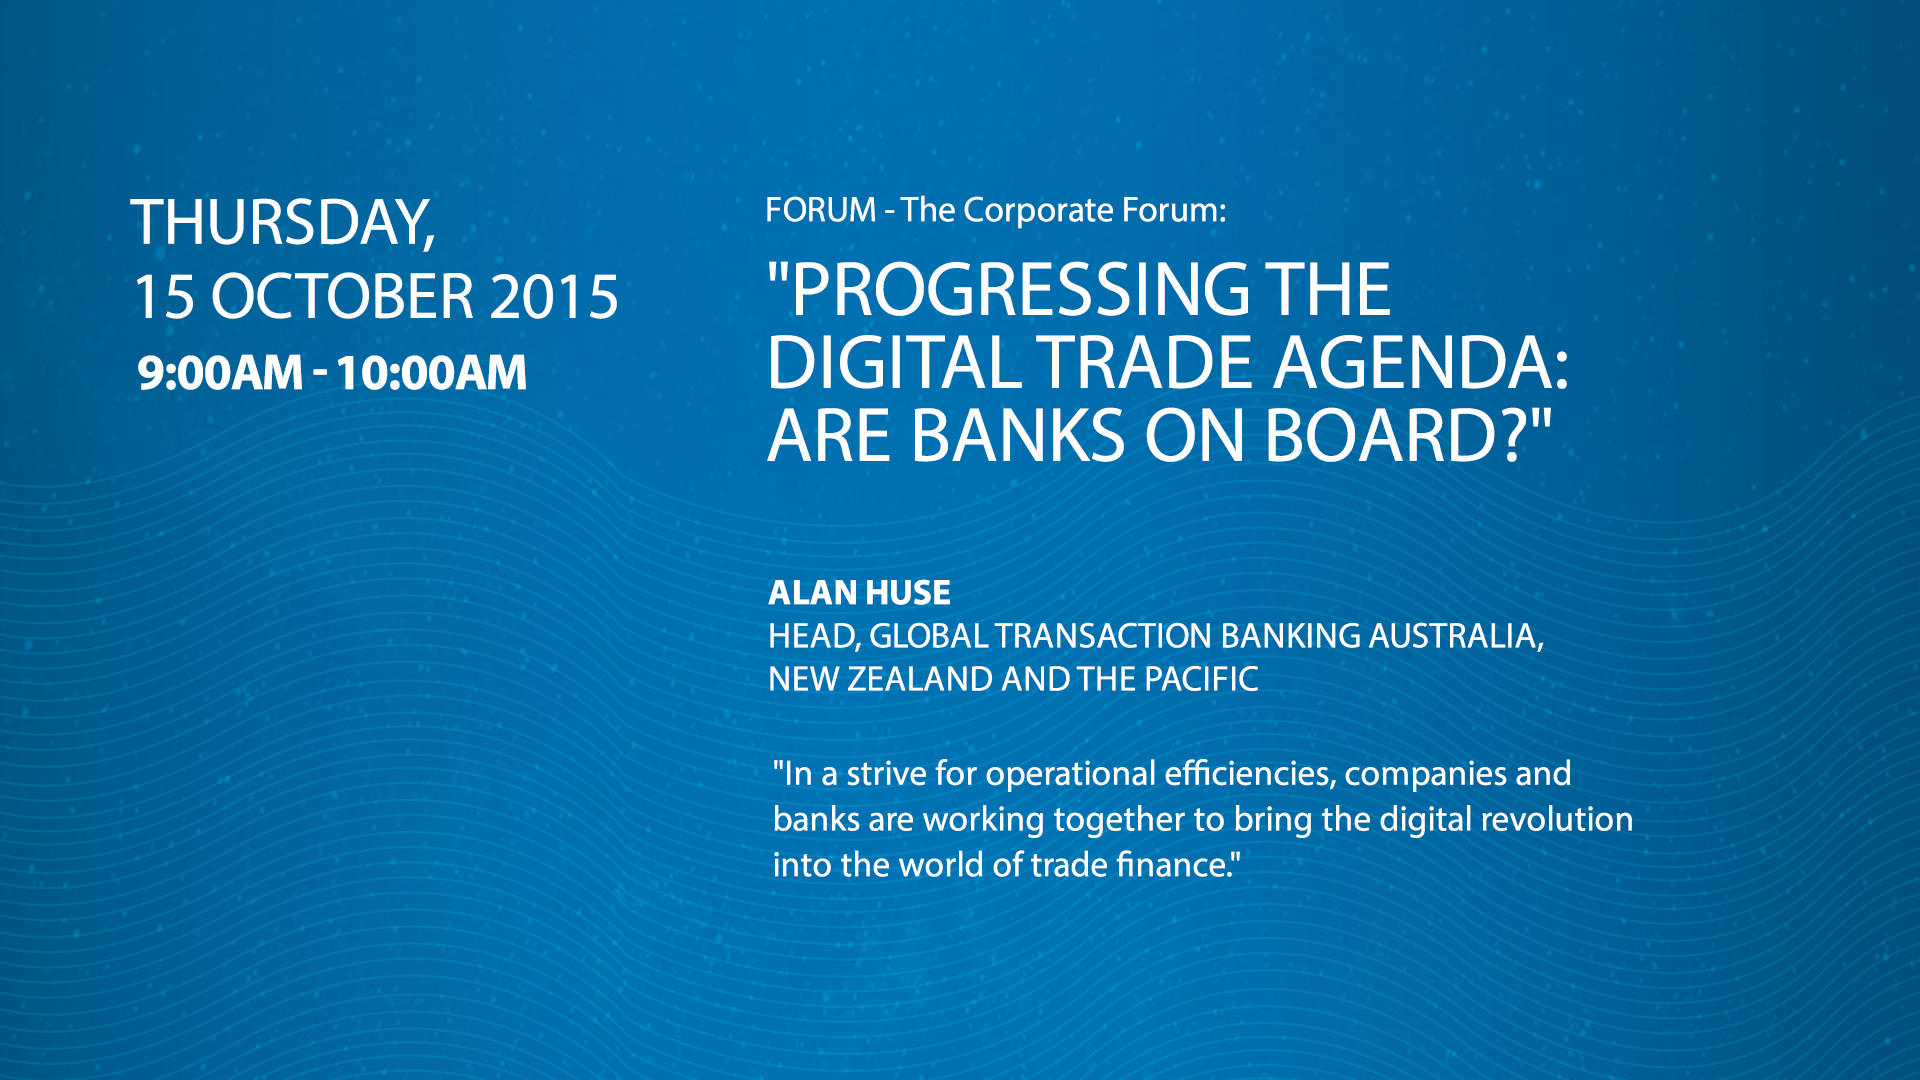 THURSDAY,
15 OCTOBER 2015
9:00AM - 10:00AM
FORUM - The Corporate Forum:
"PROGRESSING THE
DIGITAL TRADE AGENDA:
ARE BANKS ON BOARD?"
ALAN HUSE
HEAD, GLOBAL TRANSACTION BANKING AUSTRALIA,
NEW ZEALAND AND THE PACIFIC
"In a strive for operational efficiencies, companies and
banks are working together to bring the digital revolution
into the world of trade finance."